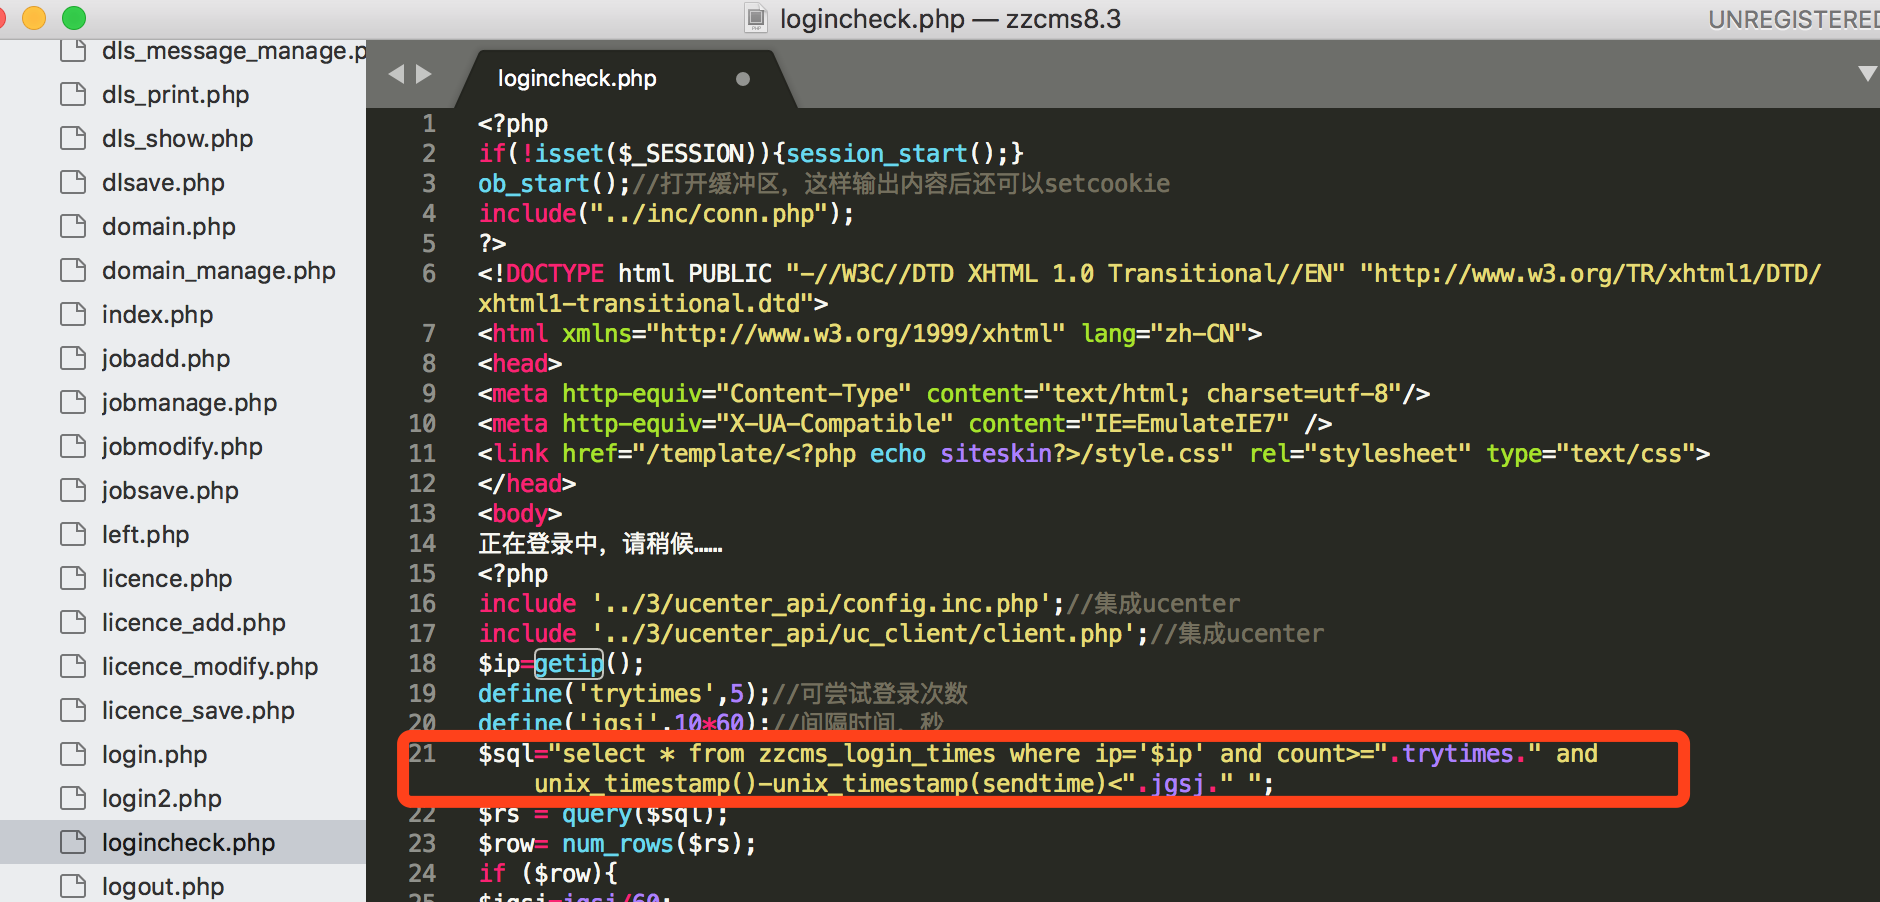 logincheck.php — zzcms8.3
UNREGISTERED
dls_message_manage.p
dls_print.php
dls_show.php
dlsave.php
domain.php
domain_manage.php
index.php
jobadd.php
jobmanage.php
jobmodify.php
jobsave.php
left.php
licence.php
licence_add.php
licence_modify.php
licence_save.php
login.php
login2.php
logincheck.php
logout.php
logincheck.php
1 <?php
2 if(!isset($_SESSION)){session_start();}
3 ob_start();//打开缓冲区，这样输出内容后还可以setcookie
4 include("../inc/conn.php");
5 ?>
6 <!DOCTYPE html PUBLIC "-//W3C//DTD XHTML 1.0 Transitional//EN" "http://www.w3.org/TR/xhtml1/DTD/
xhtml1-transitional.dtd">
7 <html xmlns="http://www.w3.org/1999/xhtml" lang="zh-CN">
8 <head>
9 <meta http-equiv="Content-Type" content="text/html; charset=utf-8"/>
10 <meta http-equiv="X-UA-Compatible" content="IE=EmulateIE7" />
11 <link href="/template/<?php echo siteskin?>/style.css" rel="stylesheet" type="text/css">
12 </head>
13 <body>
14 正在登录中，请稍候……
15 <?php
16 include '../3/ucenter_api/config.inc.php';//集成ucenter
17 include '../3/ucenter_api/uc_client/client.php';//集成ucenter
18 $ip=getip();
19 define('trytimes',5);//可尝试登录次数
20 define('jgsj',10*60);//间隔时间，秒
21 $sql="select * from zzcms_login_times where ip='$ip' and count>=".trytimes." and
unix_timestamp()-unix_timestamp(sendtime)<".jgsj." ";
22 $rs = query($sql);
23 $row= num_rows($rs);
24 if ($row){
25 $jgsj=jgsj/60;